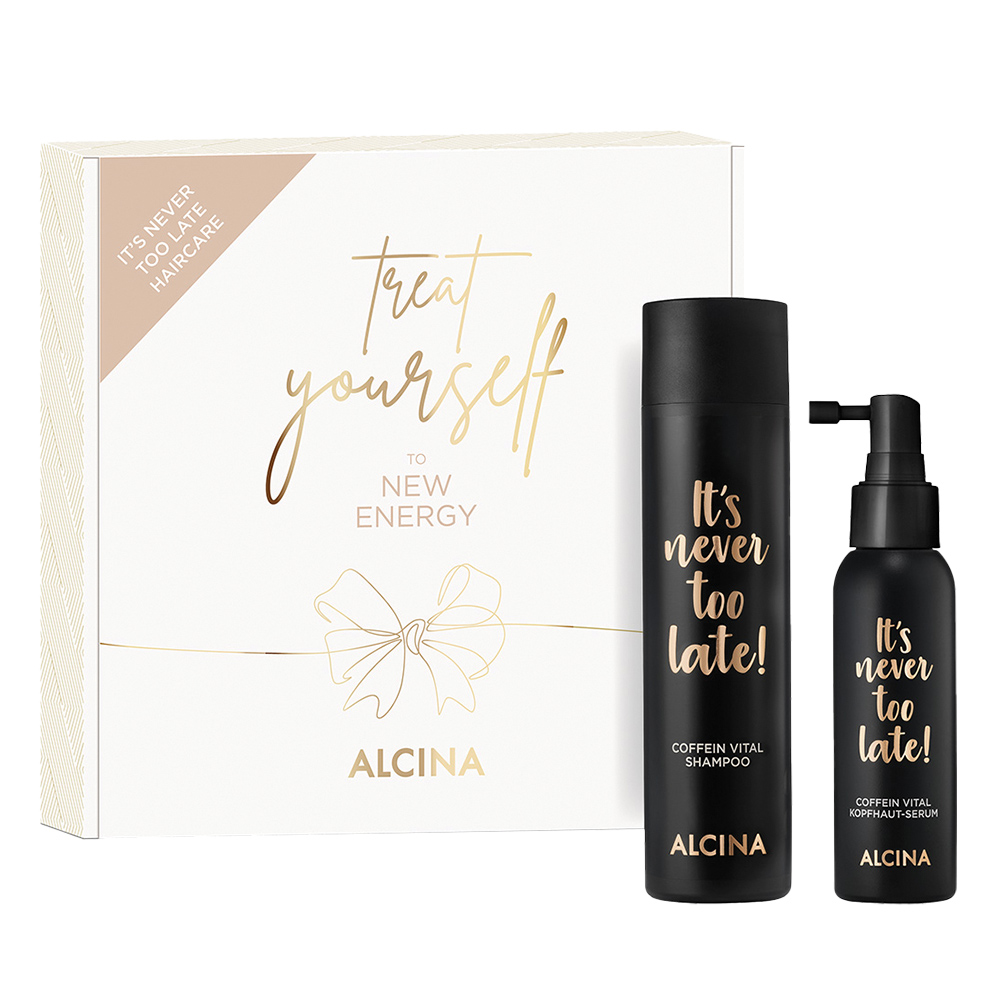 IT'S NEVER
TOO LATE
HAIRCARE
treat
yourself
TO
NEW
ENERGY
ALCINA
It's
never
too
late!
COFFEIN VITAL
SHAMPOO
ALCINA
It's
never
too
late!
COFFEIN VITAL
KOPFHAUT-SERUM
ALCINA